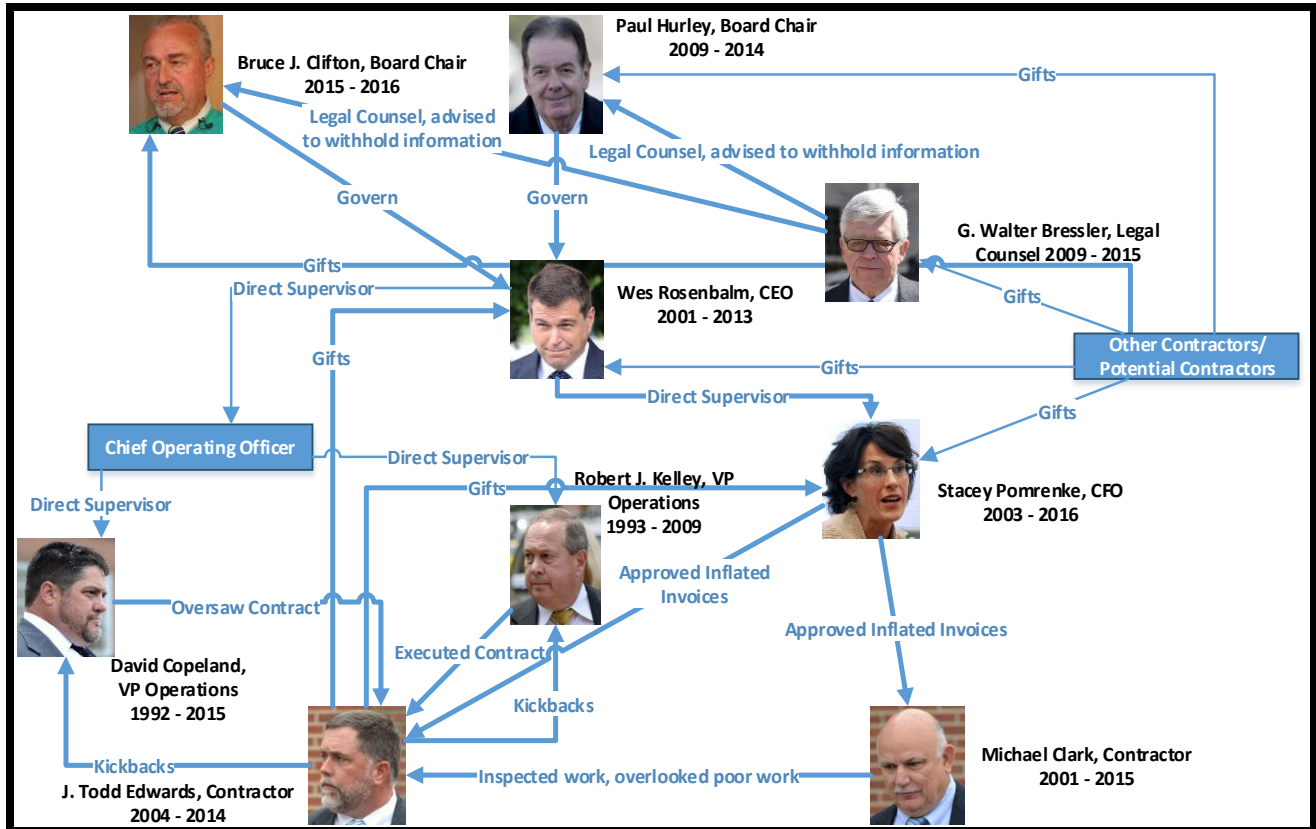 Paul Hurley, Board Chair
2009 - 2014
Bruce J. Clifton, Board Chair
2015 - 2016
Gifts
Legal Counsel, advised
to withhold information
Legal Counsel, advised to withhold information
Govern
Govern
G. Walter Bressler, Legal
Counsel 2009 - 2015
Gifts
Direct Supervisor
Wes Rosenbalm, CEO
2001 - 2013
Gifts
Gifts
Other Contractors/
Potential Contractors
Gifts
Direct Supervisor
Gifts
Chief Operating Officer
Direct Supervisor
Robert J. Kelley, VP
Operations
1993 - 2009
Gifts
Stacey Pomrenke, CFO
2003 - 2016
Direct Supervisor
Approved Inflated
Invoices
Oversaw Contract
Approved Inflated Invoices
Executed Contract
David Copeland,
VP Operations
1992 - 2015
Kickbacks
Michael Clark, Contractor
2001 - 2015
Kickbacks
Inspected work, overlooked poor work
J. Todd Edwards, Contractor
2004 - 2014